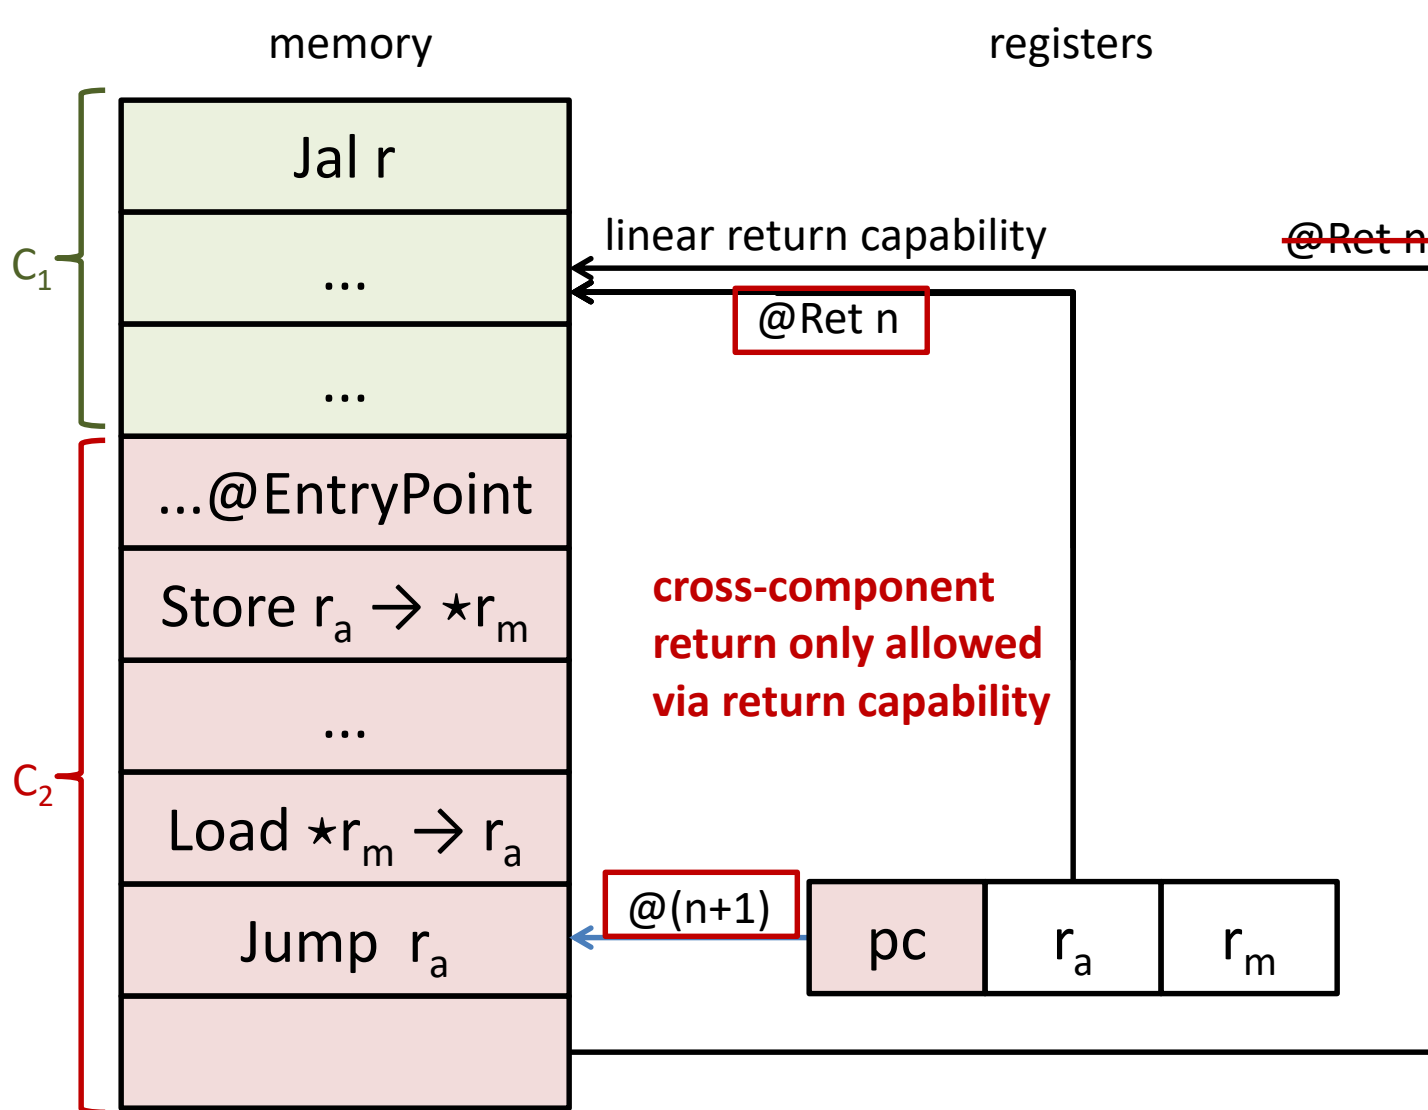 memory
registers
Jal r
linear return capability
@Ret n
C₁
...
@Ret n
...
...@EntryPoint
Store rₐ → ⋆rₘ
cross-component
return only allowed
via return capability
...
C₂
Load ⋆rₘ → rₐ
@(n+1)
Jump rₐ
pc
rₐ
rₘ